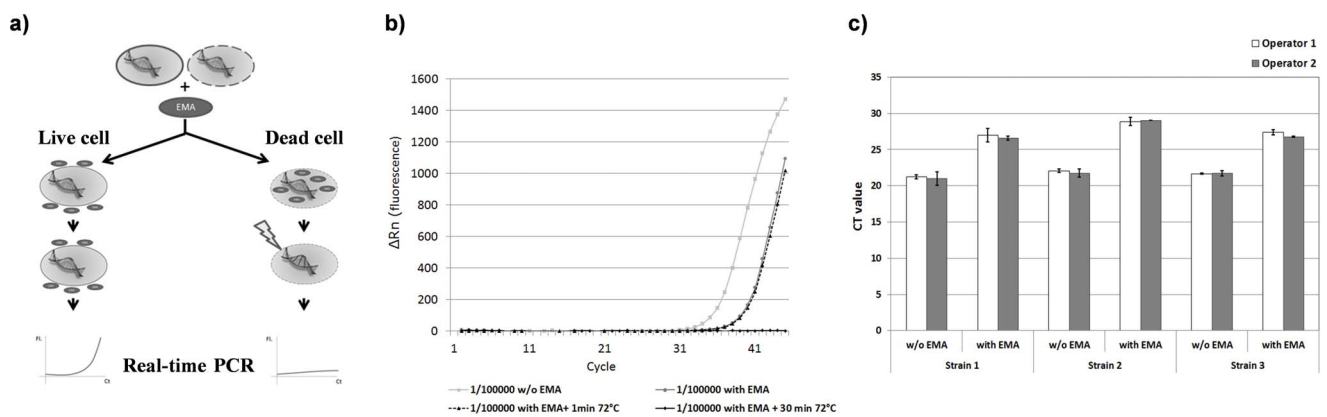 a)
EMA
Live cell
Dead cell
Fl.
Ct
Real-time PCR
Fl.
Ct
b)
ΔRn (fluorescence)
1600
1400
1200
1000
800
600
400
200
0
1
11
21
31
41
Cycle
1/100000 w/o EMA
1/100000 with EMA
1/100000 with EMA+ 1min 72°C
1/100000 with EMA + 30 min 72°C
c)
Operator 1
Operator 2
CT value
35
30
25
20
15
10
5
0
w/o EMA
with EMA
w/o EMA
with EMA
w/o EMA
with EMA
Strain 1
Strain 2
Strain 3